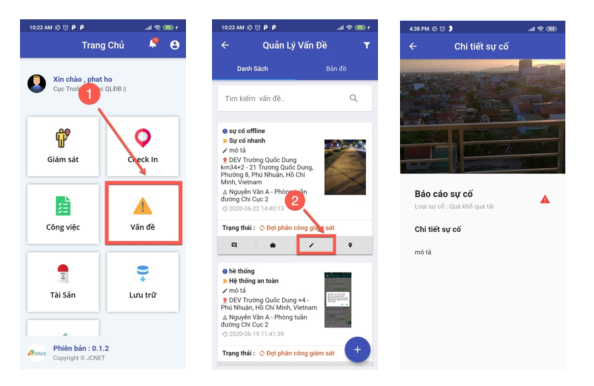 10:22 AM
Trang Chủ
Xin chào , phat ho
Cục QLĐB ||
1
Giám sát
Check In
Công việc
Vấn đề
Tài Sản
Lưu trữ
Phiên bản : 0.1.2
Copyright © JCNET
10:22 AM
Quản Lý Vấn Đề
Danh Sách
Bản đồ
Tìm kiếm vấn đề..
sự cố offline
Sự cố nhanh
mô tả
DEV Trường Quốc Dung
km34+2 - 21 Trương Quốc Dung,
Phường 8, Phú Nhuận, Hồ Chí
Minh, Vietnam
Nguyễn Văn A - Phòng tuần
đường Chi Cục 2
2020-06-22 14:40:13
2
Trạng thái : Đợi phân công giám sát
hê thống
Hệ thống an toàn
mô tả
DEV Trường Quốc Dung +4 -
Phú Nhuận, Hồ Chí Minh, Vietnam
Nguyễn Văn A - Phòng tuần
đường Chi Cục 2
2020-06-19 11:41:39
Trạng thái : Đợi phân công giám sát
4:38 PM
Chi tiết sự cố
Báo cáo sự cố
Loại sự cố : Quá khổ quá tải
Chi tiết sự cố
mô tả